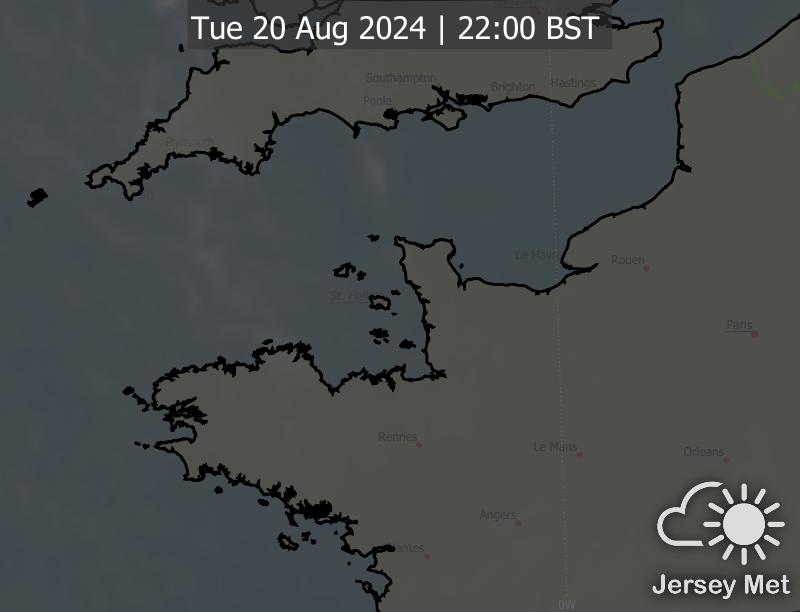 Tue 20 Aug 2024 | 22:00 BST
Southampton
Brighton
Hastings
Poole
Plymouth
Le Havre
Rouen
St. Heli
Paris
Rennes
Le Mans
Orleans
Angers
Nantes
Jersey Met
0W